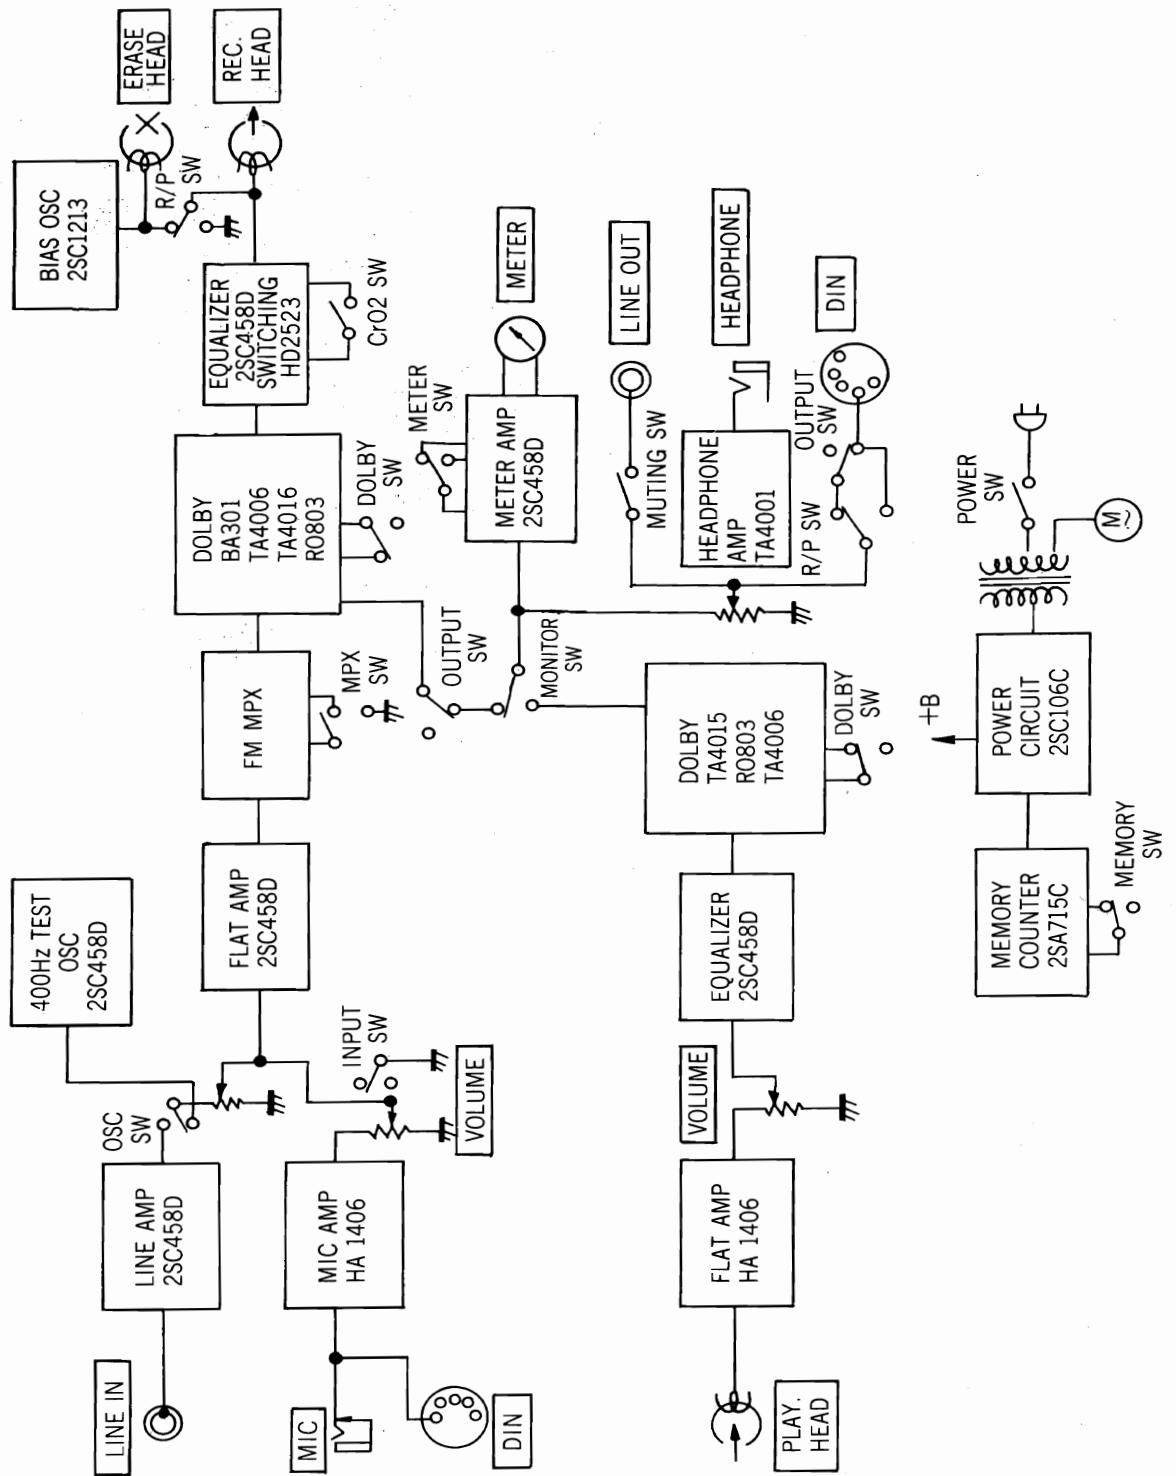 LINE IN
LINE AMP
2SC458D
OSC
SW
400Hz TEST
OSC
2SC458D
MIC
DIN
MIC AMP
HA 1406
VOLUME
INPUT
SW
FLAT AMP
2SC458D
FM MPX
MPX
SW
DOLBY
BA301
TA4006
TA4016
RO803
DOLBY
SW
EQUALIZER
2SC458D
SWITCHING
HD2523
CrO2 SW
BIAS OSC
2SC1213
R/P
SW
ERASE
HEAD
REC.
HEAD
OUTPUT
SW
MONITOR
SW
METER
SW
METER AMP
2SC458D
METER
PLAY.
HEAD
FLAT AMP
HA 1406
VOLUME
EQUALIZER
2SC458D
DOLBY
TA4015
RO803
TA4006
DOLBY
SW
MUTING SW
LINE OUT
HEADPHONE
AMP
TA4001
HEADPHONE
R/P SW
OUTPUT
SW
DIN
MEMORY
COUNTER
2SA715C
MEMORY
SW
POWER
CIRCUIT
2SC106C
+B
POWER
SW
M~